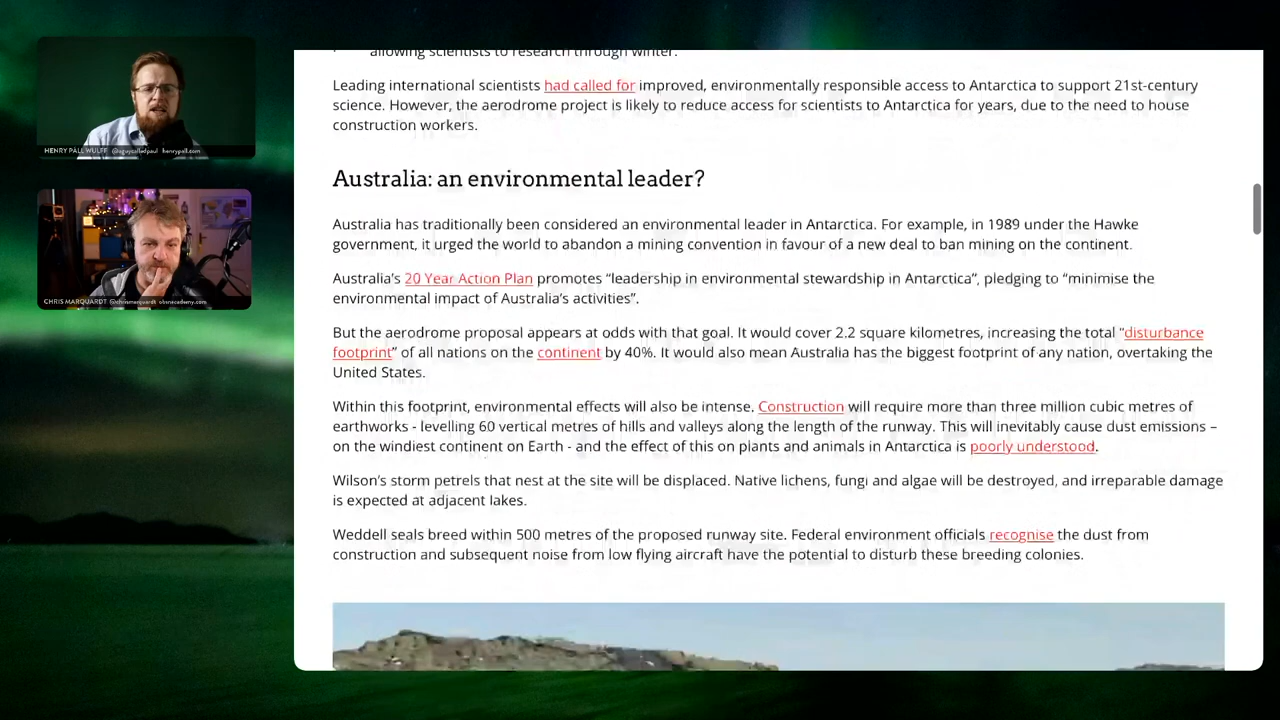 allowing scientists to research through winter.
Leading international scientists had called for improved, environmentally responsible access to Antarctica to support 21st-century
science. However, the aerodrome project is likely to reduce access for scientists to Antarctica for years, due to the need to house
construction workers.
Australia: an environmental leader?
Australia has traditionally been considered an environmental leader in Antarctica. For example, in 1989 under the Hawke
government, it urged the world to abandon a mining convention in favour of a new deal to ban mining on the continent.
Australia’s 20 Year Action Plan promotes “leadership in environmental stewardship in Antarctica”, pledging to “minimise the
environmental impact of Australia’s activities”.
But the aerodrome proposal appears at odds with that goal. It would cover 2.2 square kilometres, increasing the total “disturbance
footprint” of all nations on the continent by 40%. It would also mean Australia has the biggest footprint of any nation, overtaking the
United States.
Within this footprint, environmental effects will also be intense. Construction will require more than three million cubic metres of
earthworks - levelling 60 vertical metres of hills and valleys along the length of the runway. This will inevitably cause dust emissions –
on the windiest continent on Earth - and the effect of this on plants and animals in Antarctica is poorly understood.
Wilson’s storm petrels that nest at the site will be displaced. Native lichens, fungi and algae will be destroyed, and irreparable damage
is expected at adjacent lakes.
Weddell seals breed within 500 metres of the proposed runway site. Federal environment officials recognise the dust from
construction and subsequent noise from low flying aircraft have the potential to disturb these breeding colonies.
HENRY PÁLL WULFF @aguycalledpaul henrypall.com
CHRIS MARQUARDT @chrismarquardt obsnecademy.com